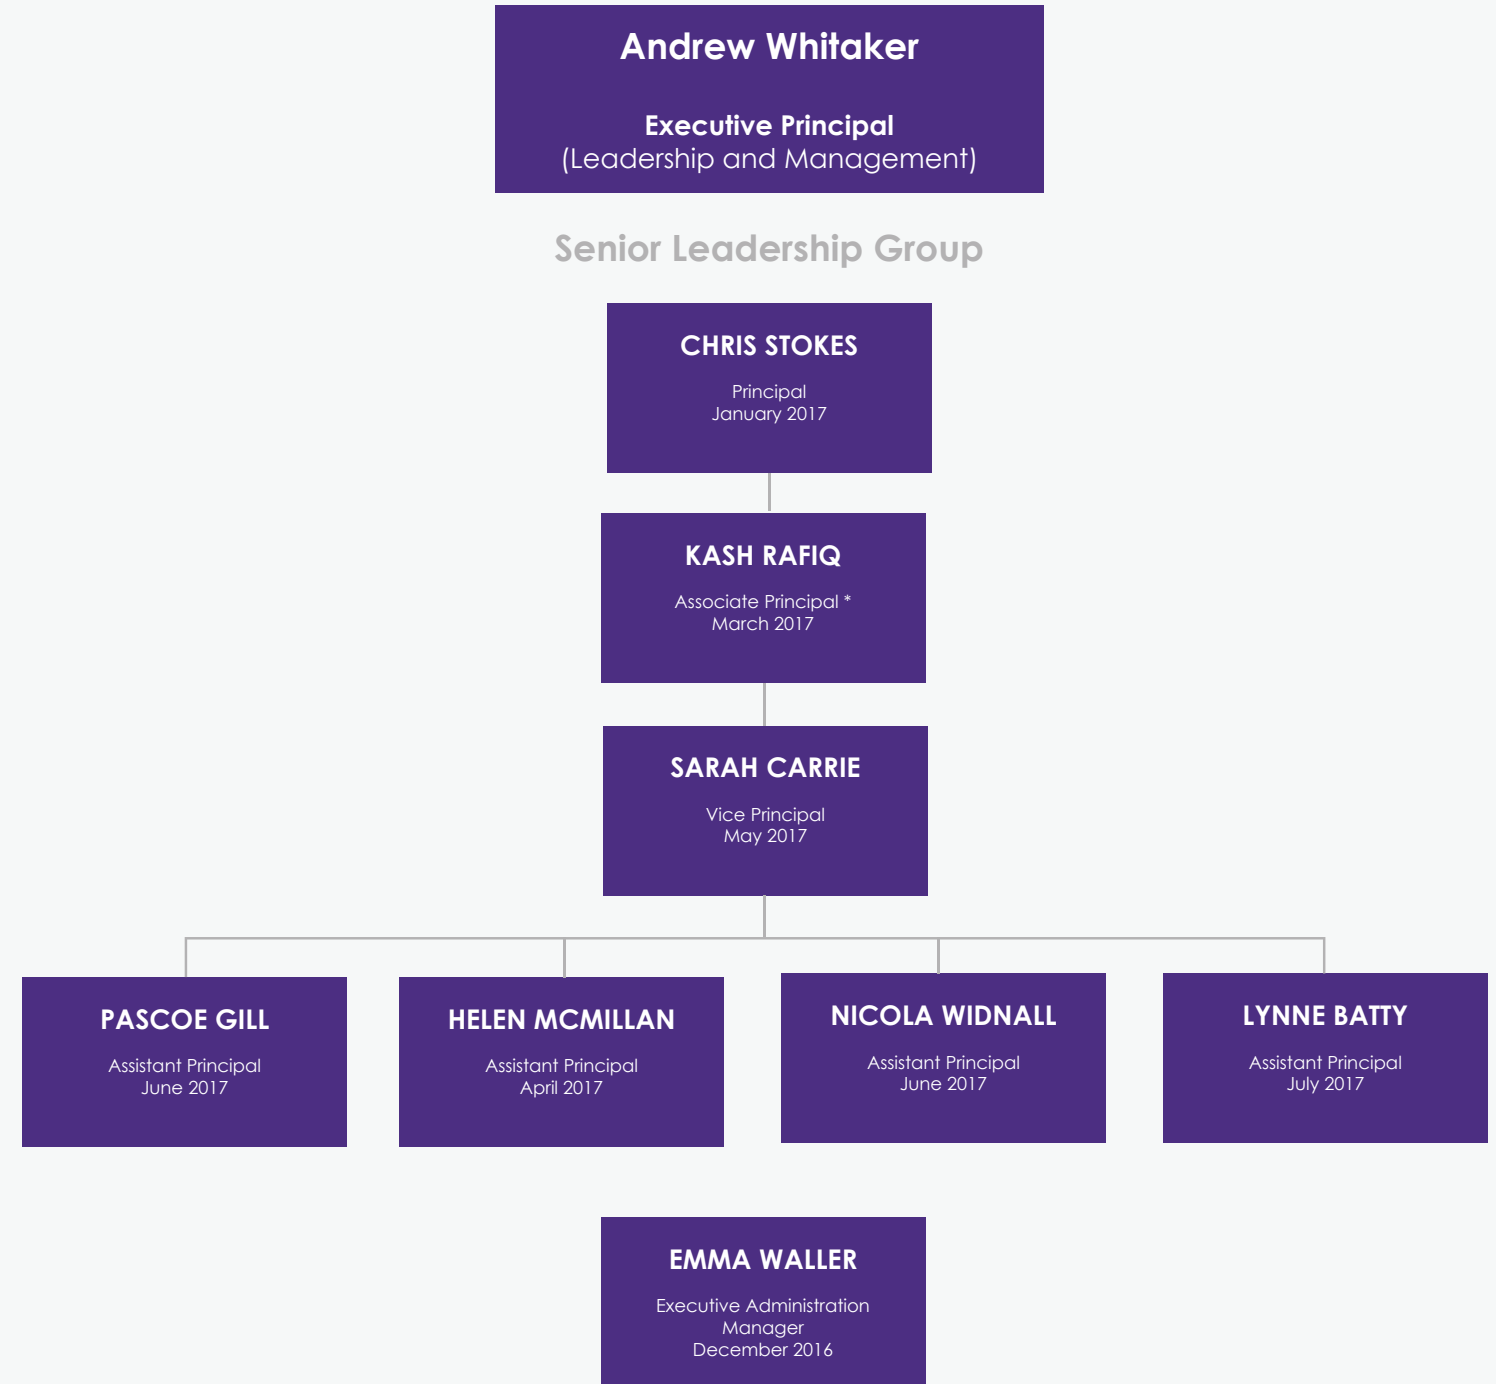 Andrew Whitaker
Executive Principal
(Leadership and Management)
Senior Leadership Group
CHRIS STOKES
Principal
January 2017
KASH RAFIQ
Associate Principal *
March 2017
SARAH CARRIE
Vice Principal
May 2017
PASCOE GILL
Assistant Principal
June 2017
HELEN MCMILLAN
Assistant Principal
April 2017
NICOLA WIDNALL
Assistant Principal
June 2017
LYNNE BATTY
Assistant Principal
July 2017
EMMA WALLER
Executive Administration
Manager
December 2016